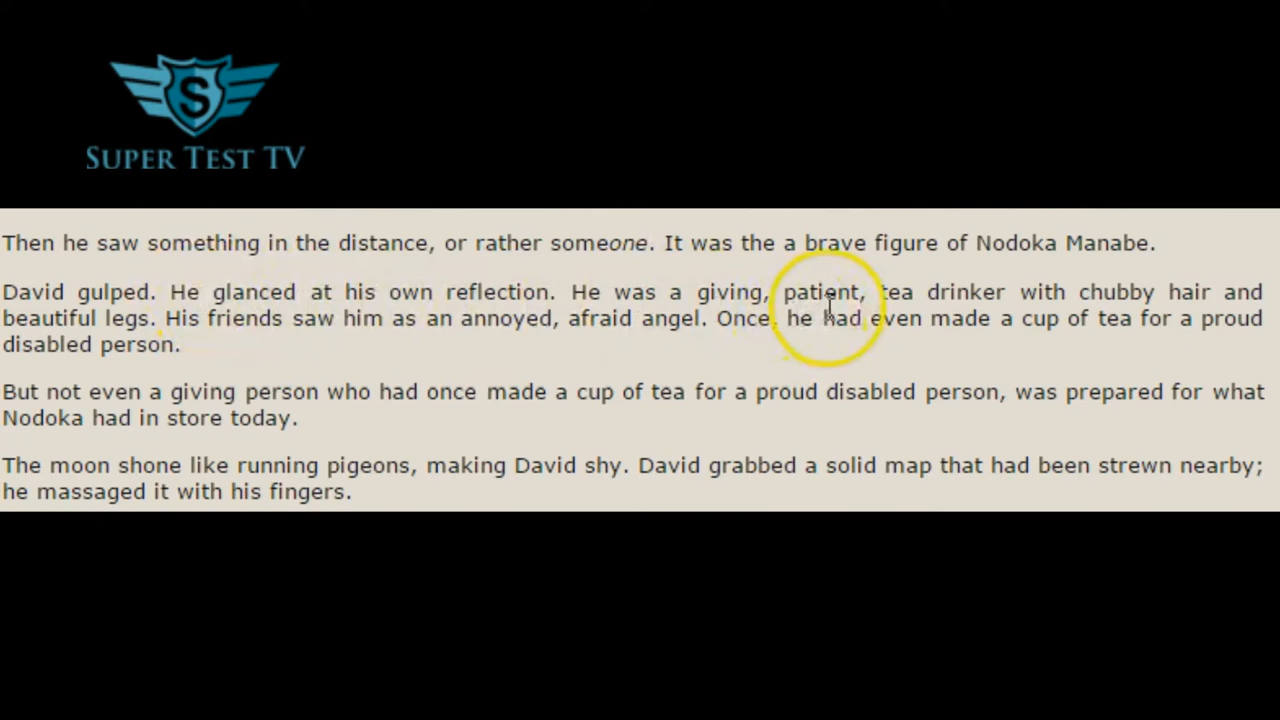 S
SUPER TEST TV
Then he saw something in the distance, or rather someone. It was the a brave figure of Nodoka Manabe.
David gulped. He glanced at his own reflection. He was a giving, patient, tea drinker with chubby hair and
beautiful legs. His friends saw him as an annoyed, afraid angel. Once, he had even made a cup of tea for a proud
disabled person.
But not even a giving person who had once made a cup of tea for a proud disabled person, was prepared for what
Nodoka had in store today.
The moon shone like running pigeons, making David shy. David grabbed a solid map that had been strewn nearby;
he massaged it with his fingers.